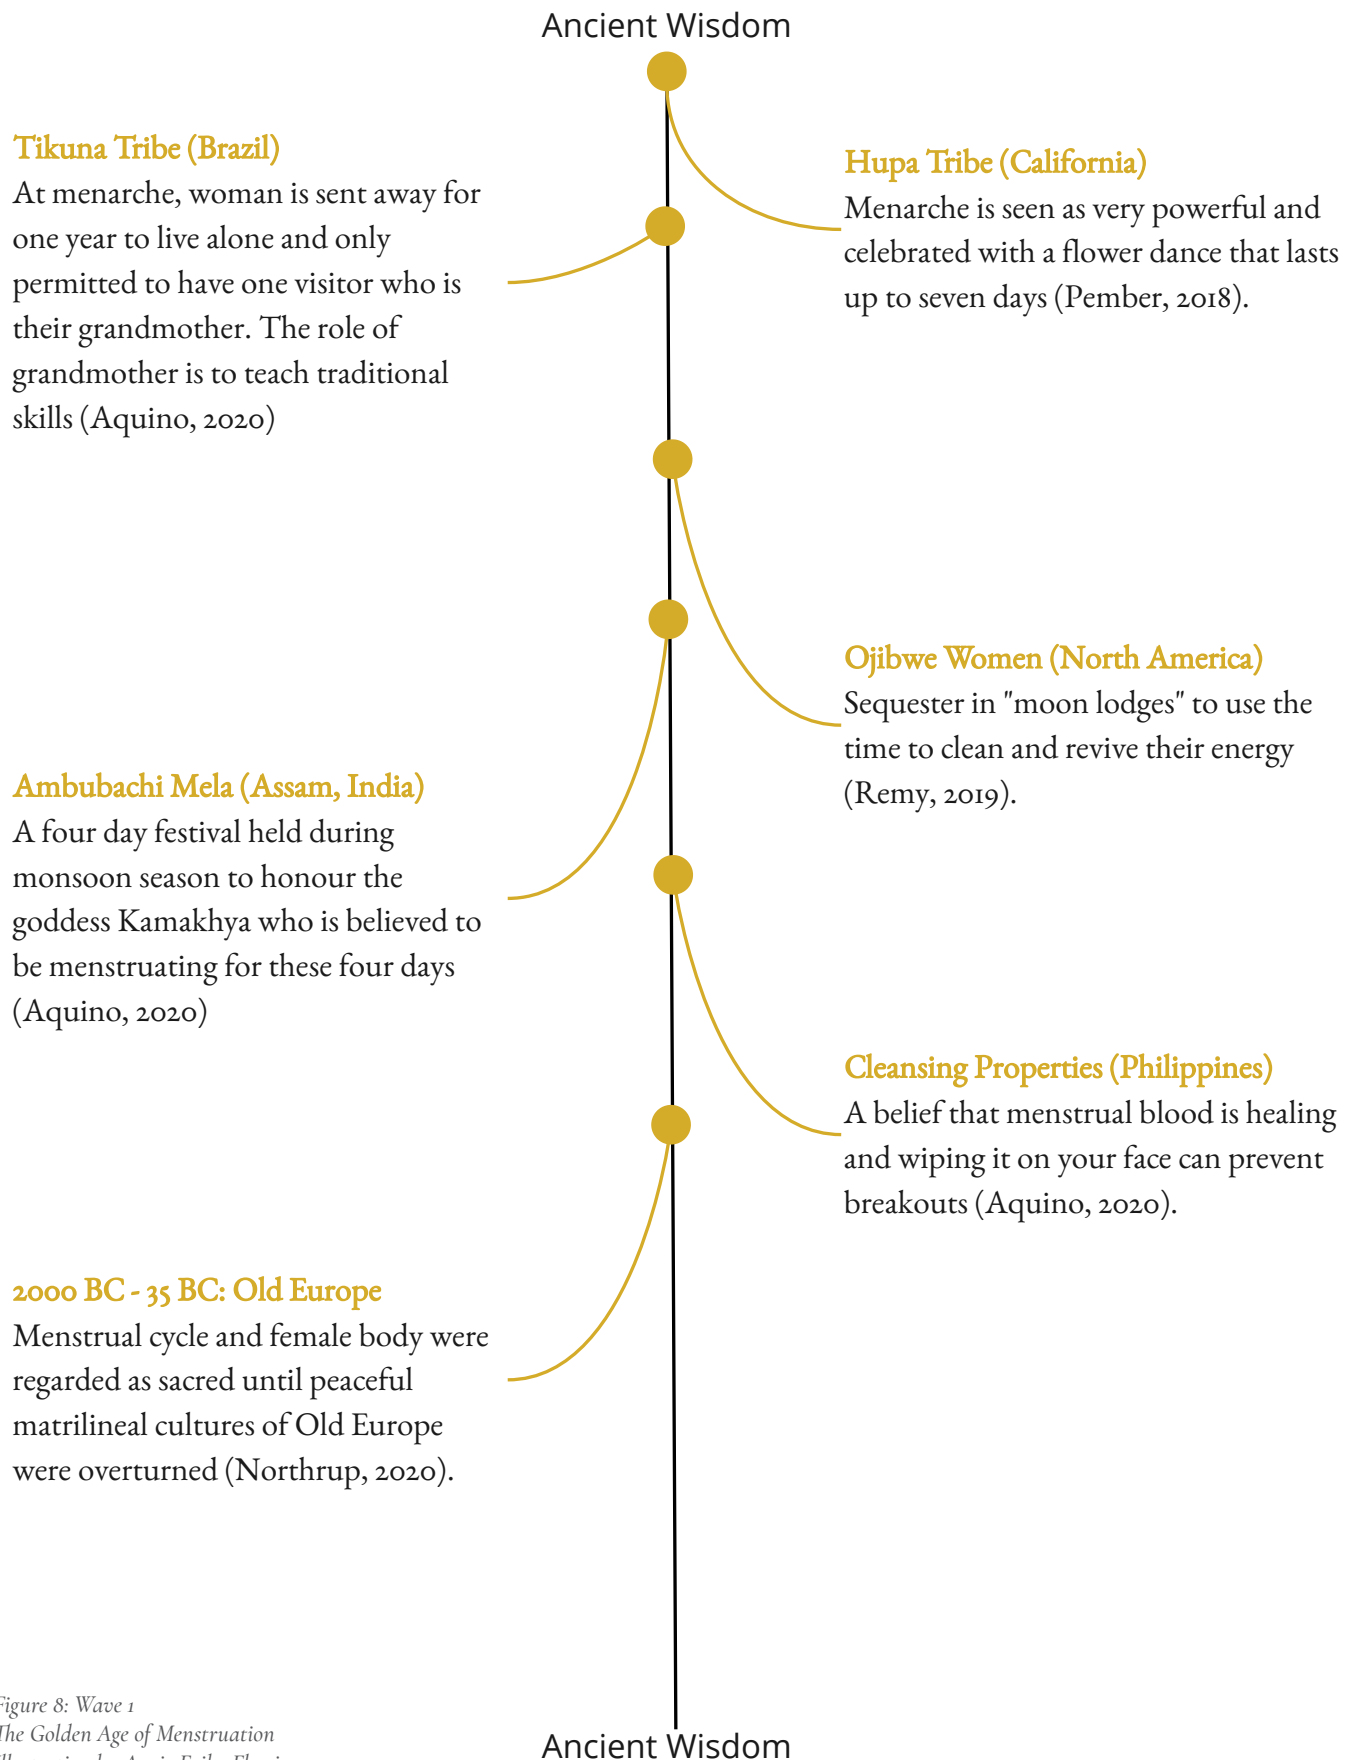 Ancient Wisdom
Tikuna Tribe (Brazil)
At menarche, woman is sent away for
one year to live alone and only
permitted to have one visitor who is
their grandmother. The role of
grandmother is to teach traditional
skills (Aquino, 2020)
Hupa Tribe (California)
Menarche is seen as very powerful and
celebrated with a flower dance that lasts
up to seven days (Pember, 2018).
Ojibwe Women (North America)
Sequester in "moon lodges" to use the
time to clean and revive their energy
(Remy, 2019).
Ambubachi Mela (Assam, India)
A four day festival held during
monsoon season to honour the
goddess Kamakhya who is believed to
be menstruating for these four days
(Aquino, 2020)
Cleansing Properties (Philippines)
A belief that menstrual blood is healing
and wiping it on your face can prevent
breakouts (Aquino, 2020).
2000 BC - 35 BC: Old Europe
Menstrual cycle and female body were
regarded as sacred until peaceful
matrilineal cultures of Old Europe
were overturned (Northrup, 2020).
Figure 8: Wave 1
The Golden Age of Menstruation
Ancient Wisdom